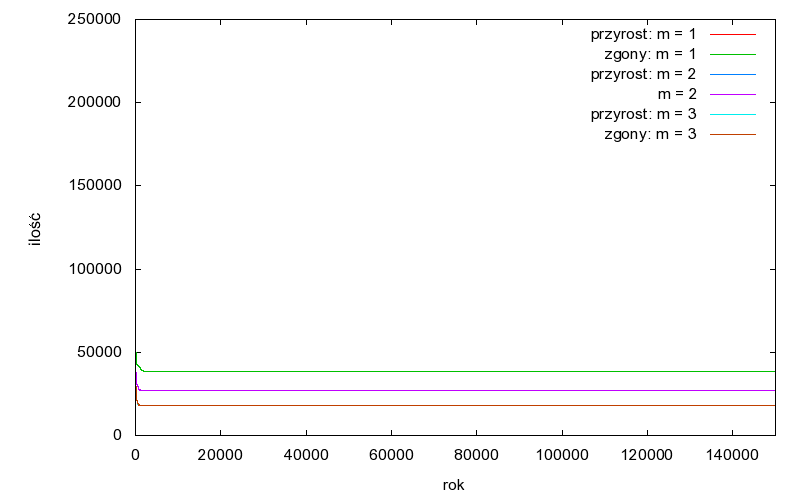 250000
200000
150000
100000
50000
0
ilość
przyrost: m = 1
zgony: m = 1
przyrost: m = 2
m = 2
przyrost: m = 3
zgony: m = 3
0 20000 40000 60000 80000 100000 120000 140000
rok